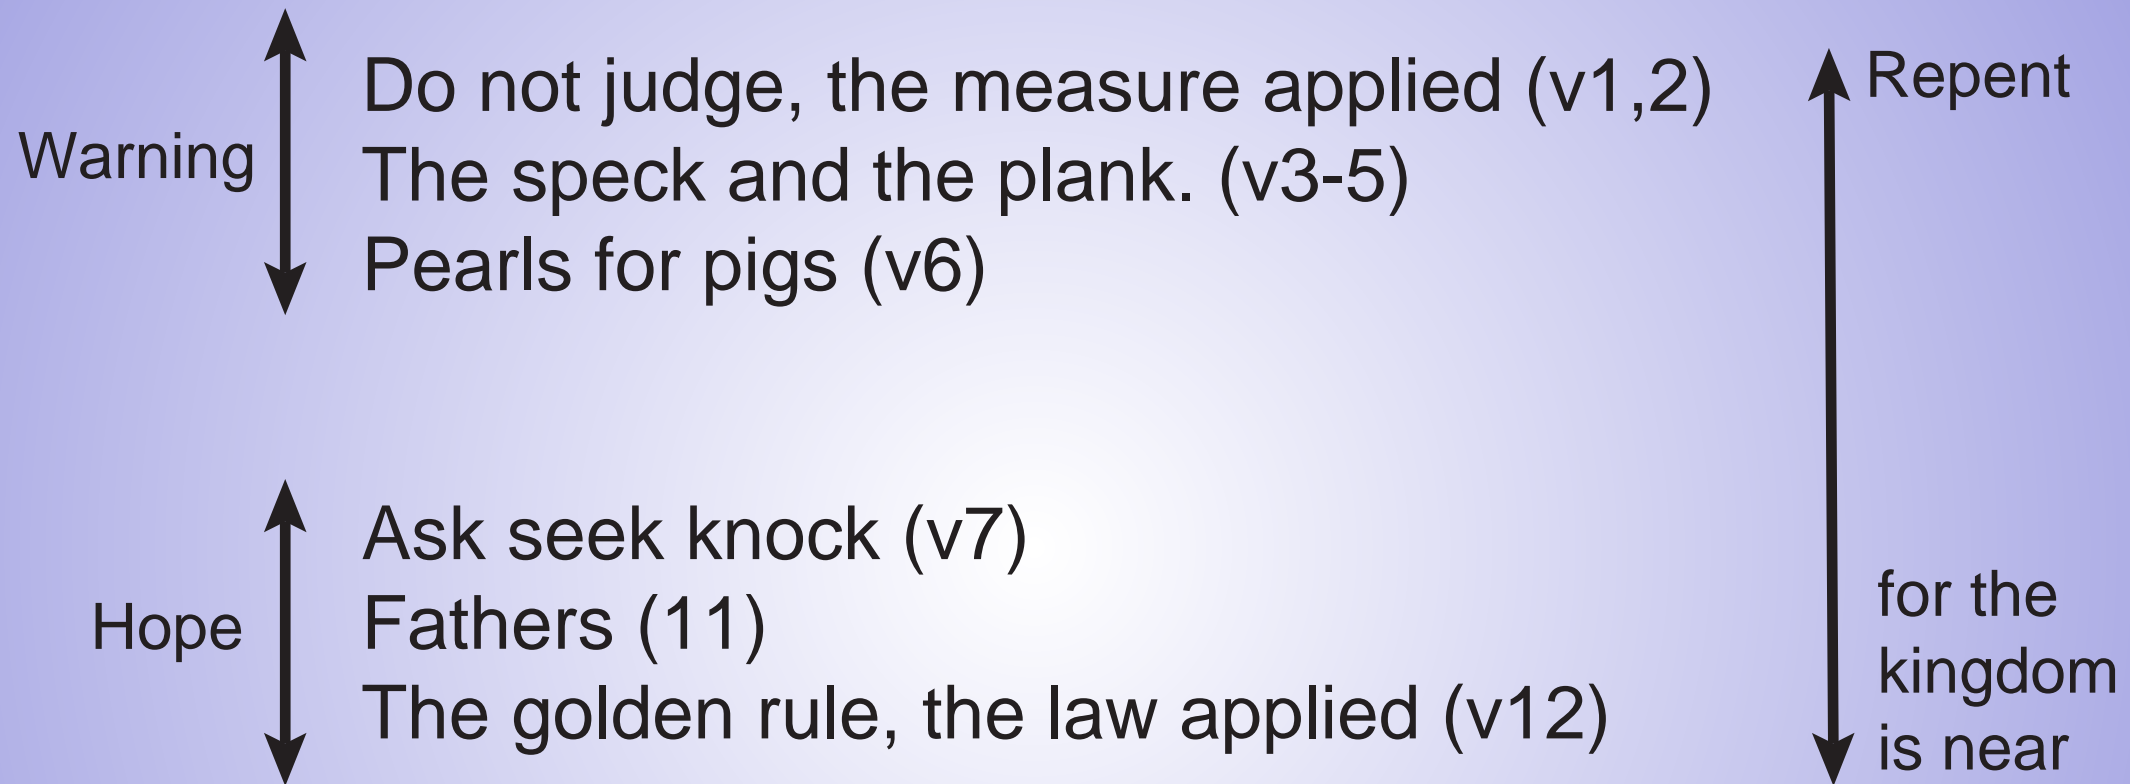 Warning
Do not judge, the measure applied (v1,2)
The speck and the plank. (v3-5)
Pearls for pigs (v6)
Hope
Ask seek knock (v7)
Fathers (11)
The golden rule, the law applied (v12)
Repent
for the
kingdom
is near